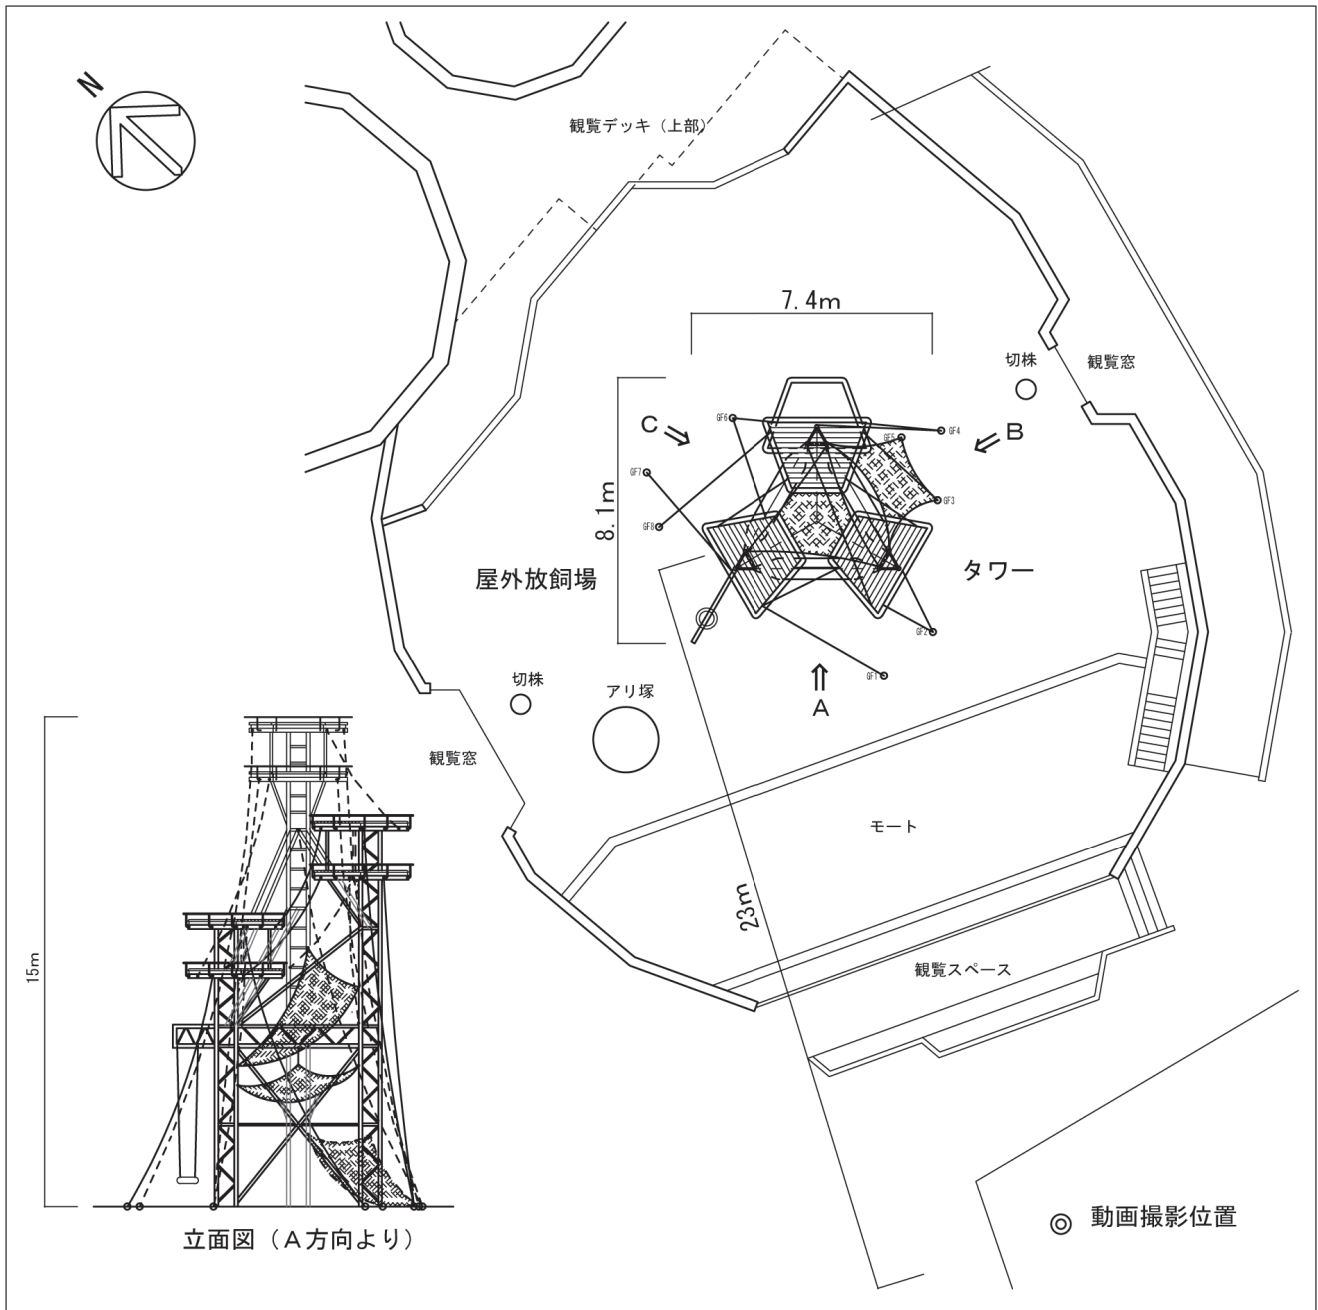 N
観覧デッキ（上部）
7.4m
切株
観覧窓
C
B
GF6
GF4
GF5
GF7
GF3
GF8
8.1m
屋外放飼場
タワー
GF2
GF1
A
切株
アリ塚
観覧窓
モート
23m
観覧スペース
15m
立面図（A方向より）
動画撮影位置